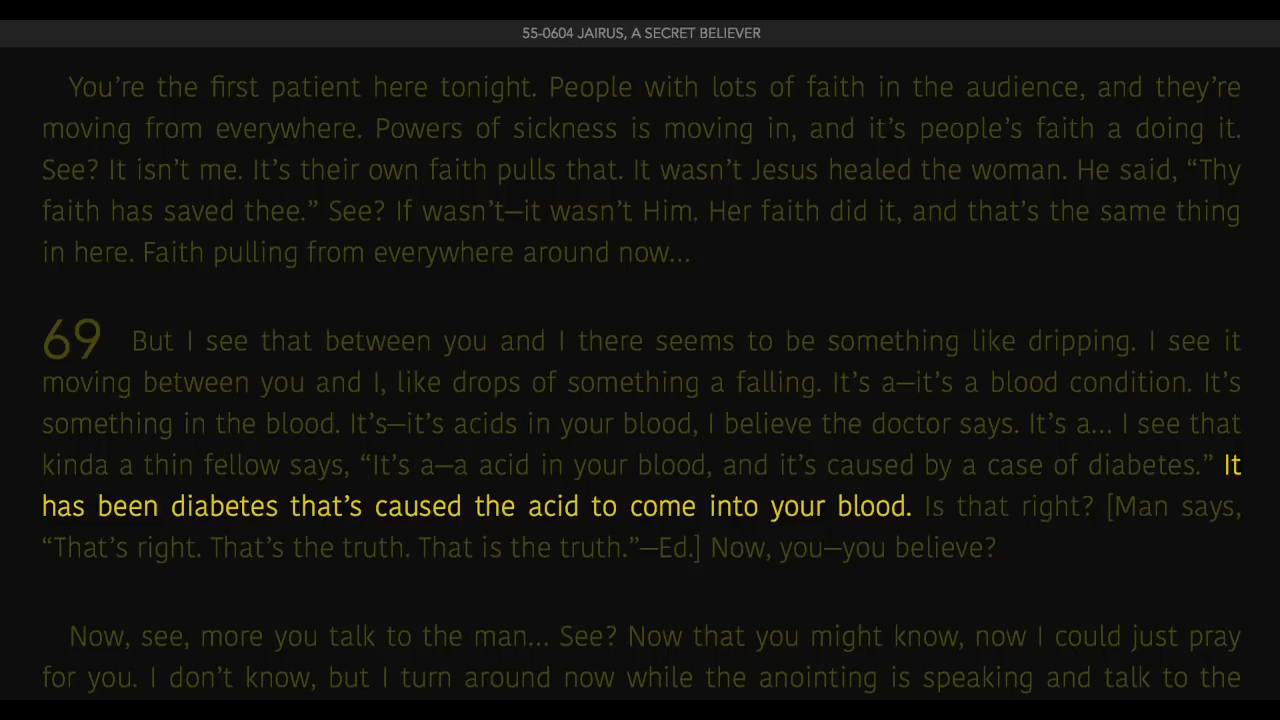 55-0604 JAIRUS, A SECRET BELIEVER
You’re the first patient here tonight. People with lots of faith in the audience, and they’re
moving from everywhere. Powers of sickness is moving in, and it’s people’s faith a doing it.
See? It isn’t me. It’s their own faith pulls that. It wasn’t Jesus healed the woman. He said, “Thy
faith has saved thee.” See? If wasn’t—it wasn’t Him. Her faith did it, and that’s the same thing
in here. Faith pulling from everywhere around now...
69 But I see that between you and I there seems to be something like dripping. I see it
moving between you and I, like drops of something a falling. It’s a—it’s a blood condition. It’s
something in the blood. It’s—it’s acids in your blood, I believe the doctor says. It’s a... I see that
kinda a thin fellow says, “It’s a—a acid in your blood, and it’s caused by a case of diabetes.” It
has been diabetes that’s caused the acid to come into your blood. Is that right? [Man says,
“That’s right. That’s the truth. That is the truth.”—Ed.] Now, you—you believe?
Now, see, more you talk to the man... See? Now that you might know, now I could just pray
for you. I don’t know, but I turn around now while the anointing is speaking and talk to the